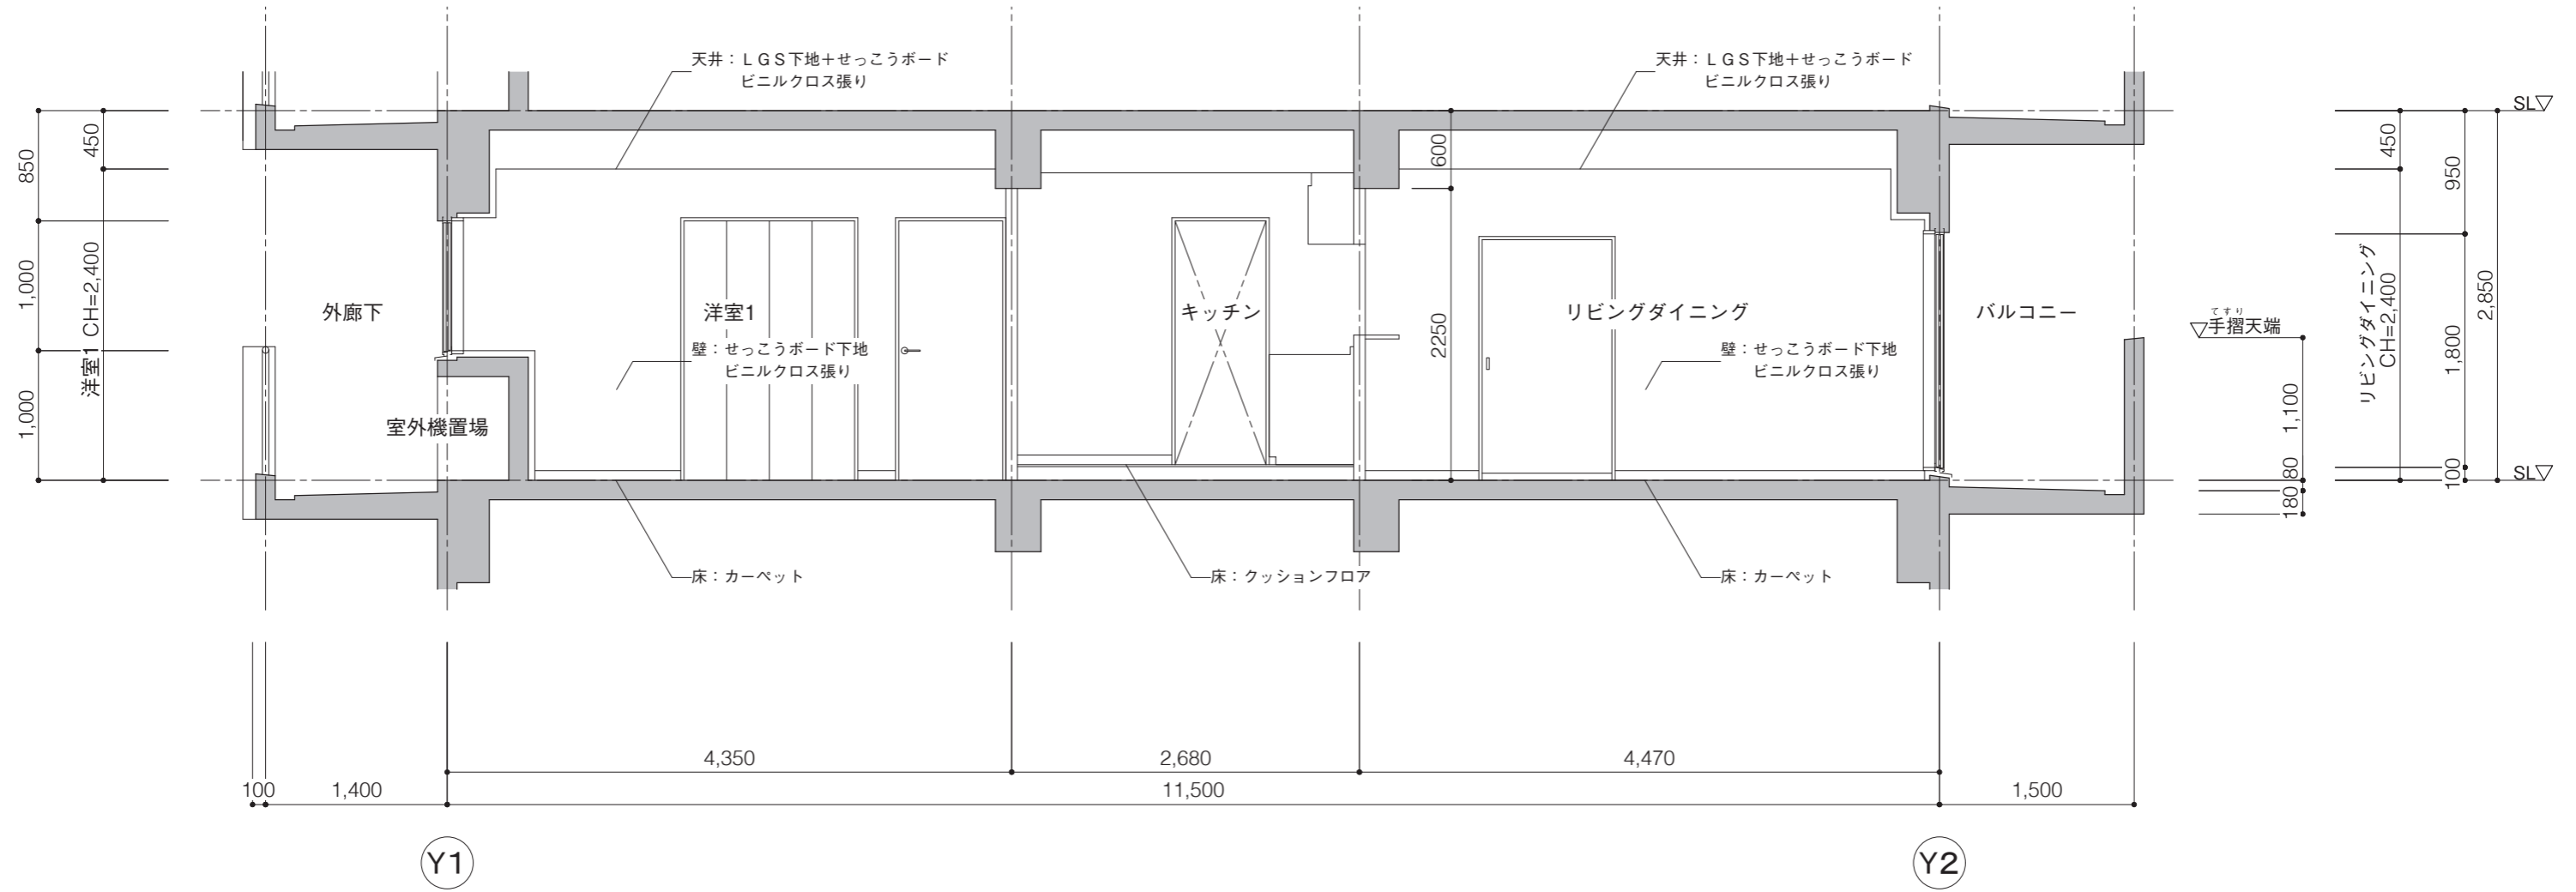 天井：ＬＧＳ下地＋せっこうボード
ビニルクロス張り
天井：ＬＧＳ下地＋せっこうボード
ビニルクロス張り
SL▽
850
450
600
450
950
1,000
洋室1 CH=2,400
外廊下
洋室1
キッチン
リビングダイニング
バルコニー
てすり
▽手摺天端
リビングダイニング
CH=2,400
1,800
2,850
壁：せっこうボード下地
ビニルクロス張り
2250
壁：せっこうボード下地
ビニルクロス張り
1,000
室外機置場
1,100
80
180
100
SL▽
床：カーペット
床：クッションフロア
床：カーペット
4,350
2,680
4,470
100
1,400
11,500
1,500
Y1
Y2